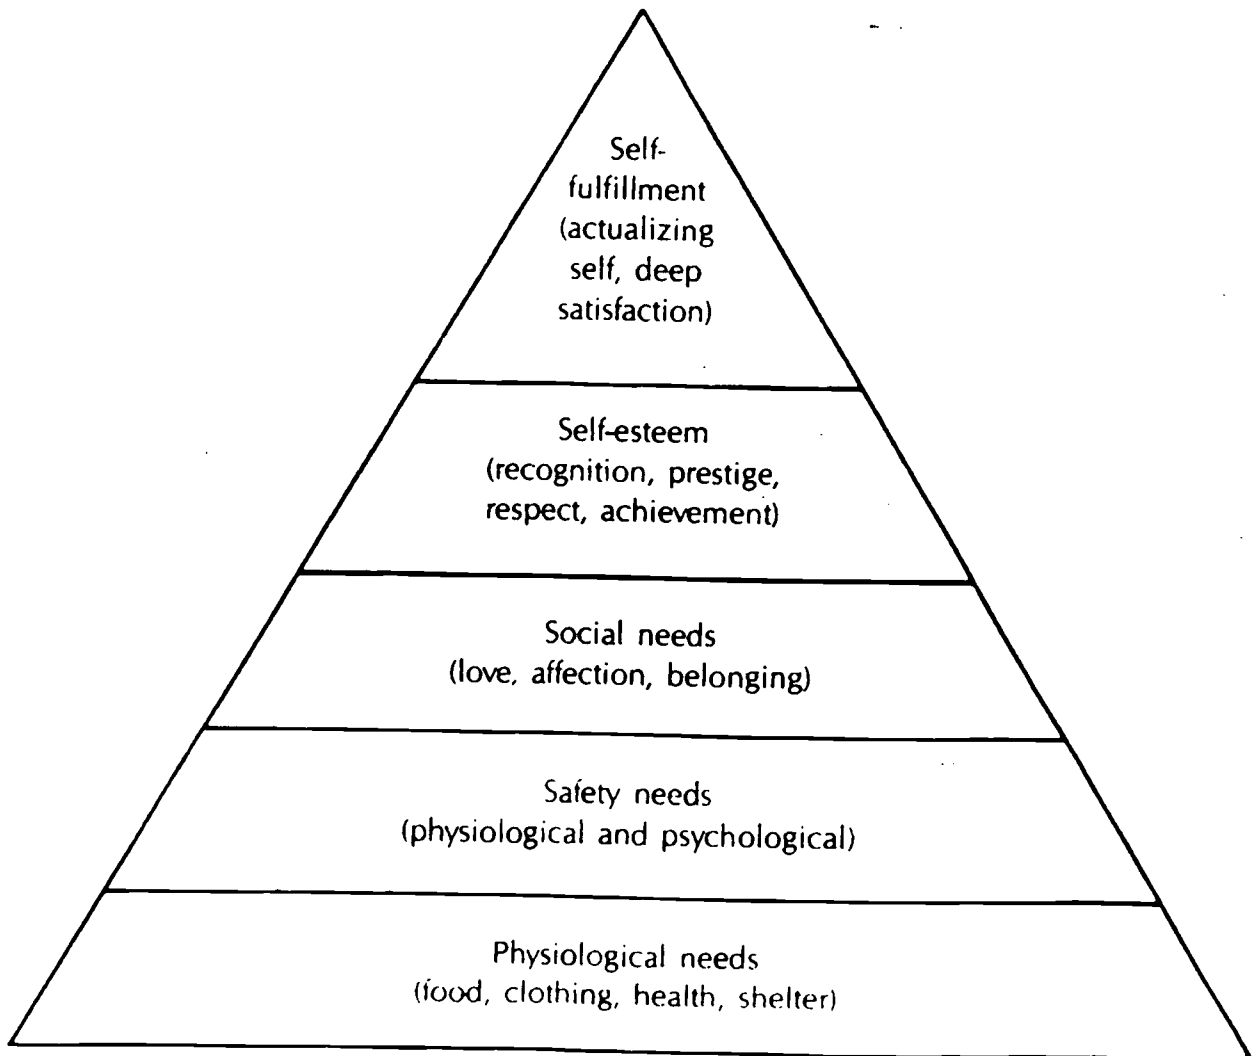 Self-
fulfillment
(actualizing
self, deep
satisfaction)
Self-esteem
(recognition, prestige,
respect, achievement)
Social needs
(love, affection, belonging)
Safety needs
(physiological and psychological)
Physiological needs
(food, clothing, health, shelter)